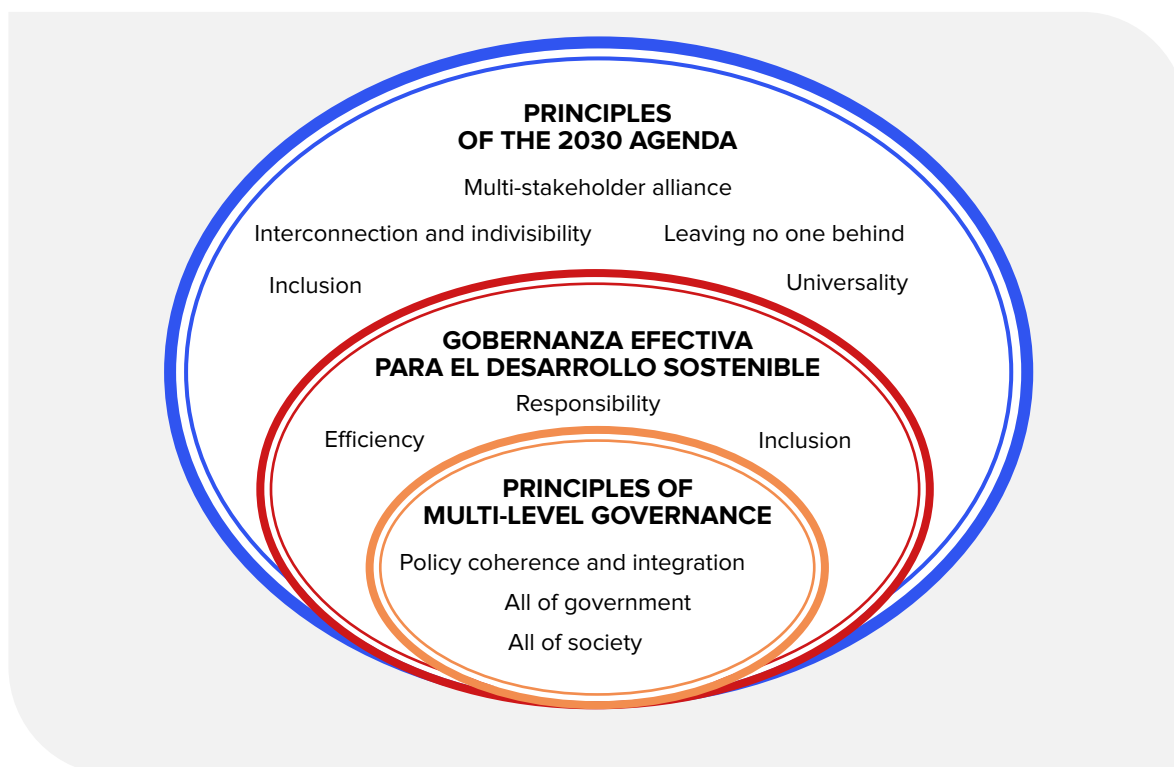 PRINCIPLES
OF THE 2030 AGENDA
Multi-stakeholder alliance
Interconnection and indivisibility
Leaving no one behind
Inclusion
Universality
GOBERNANZA EFECTIVA
PARA EL DESARROLLO SOSTENIBLE
Responsibility
Efficiency
Inclusion
PRINCIPLES OF
MULTI-LEVEL GOVERNANCE
Policy coherence and integration
All of government
All of society